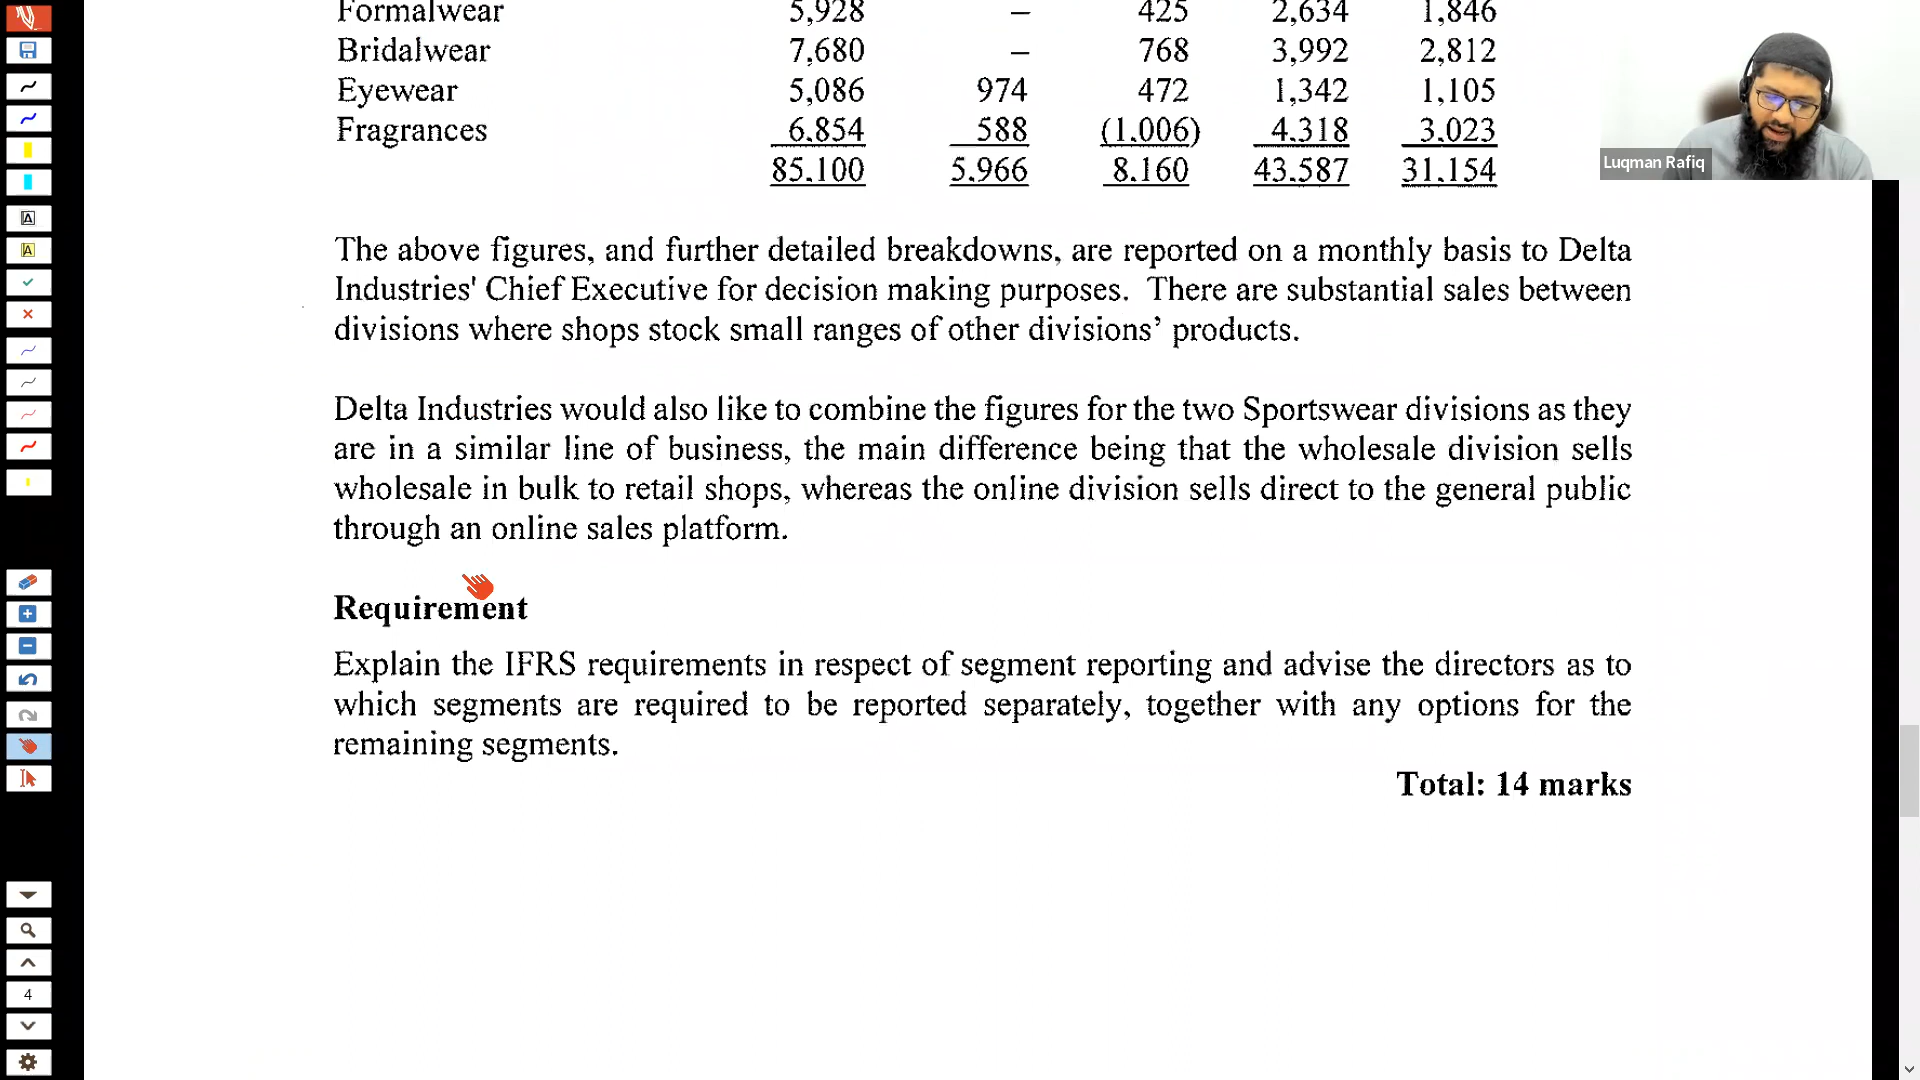 Formalwear 5,928 – 425 2,634 1,846
Bridalwear 7,680 – 768 3,992 2,812
Eyewear 5,086 974 472 1,342 1,105
Fragrances 6,854 588 (1,006) 4,318 3,023
85,100 5,966 8,160 43,587 31,154
Luqman Rafiq
The above figures, and further detailed breakdowns, are reported on a monthly basis to Delta
Industries' Chief Executive for decision making purposes. There are substantial sales between
divisions where shops stock small ranges of other divisions’ products.
Delta Industries would also like to combine the figures for the two Sportswear divisions as they
are in a similar line of business, the main difference being that the wholesale division sells
wholesale in bulk to retail shops, whereas the online division sells direct to the general public
through an online sales platform.
Requirement
Explain the IFRS requirements in respect of segment reporting and advise the directors as to
which segments are required to be reported separately, together with any options for the
remaining segments.
Total: 14 marks
A
A
4